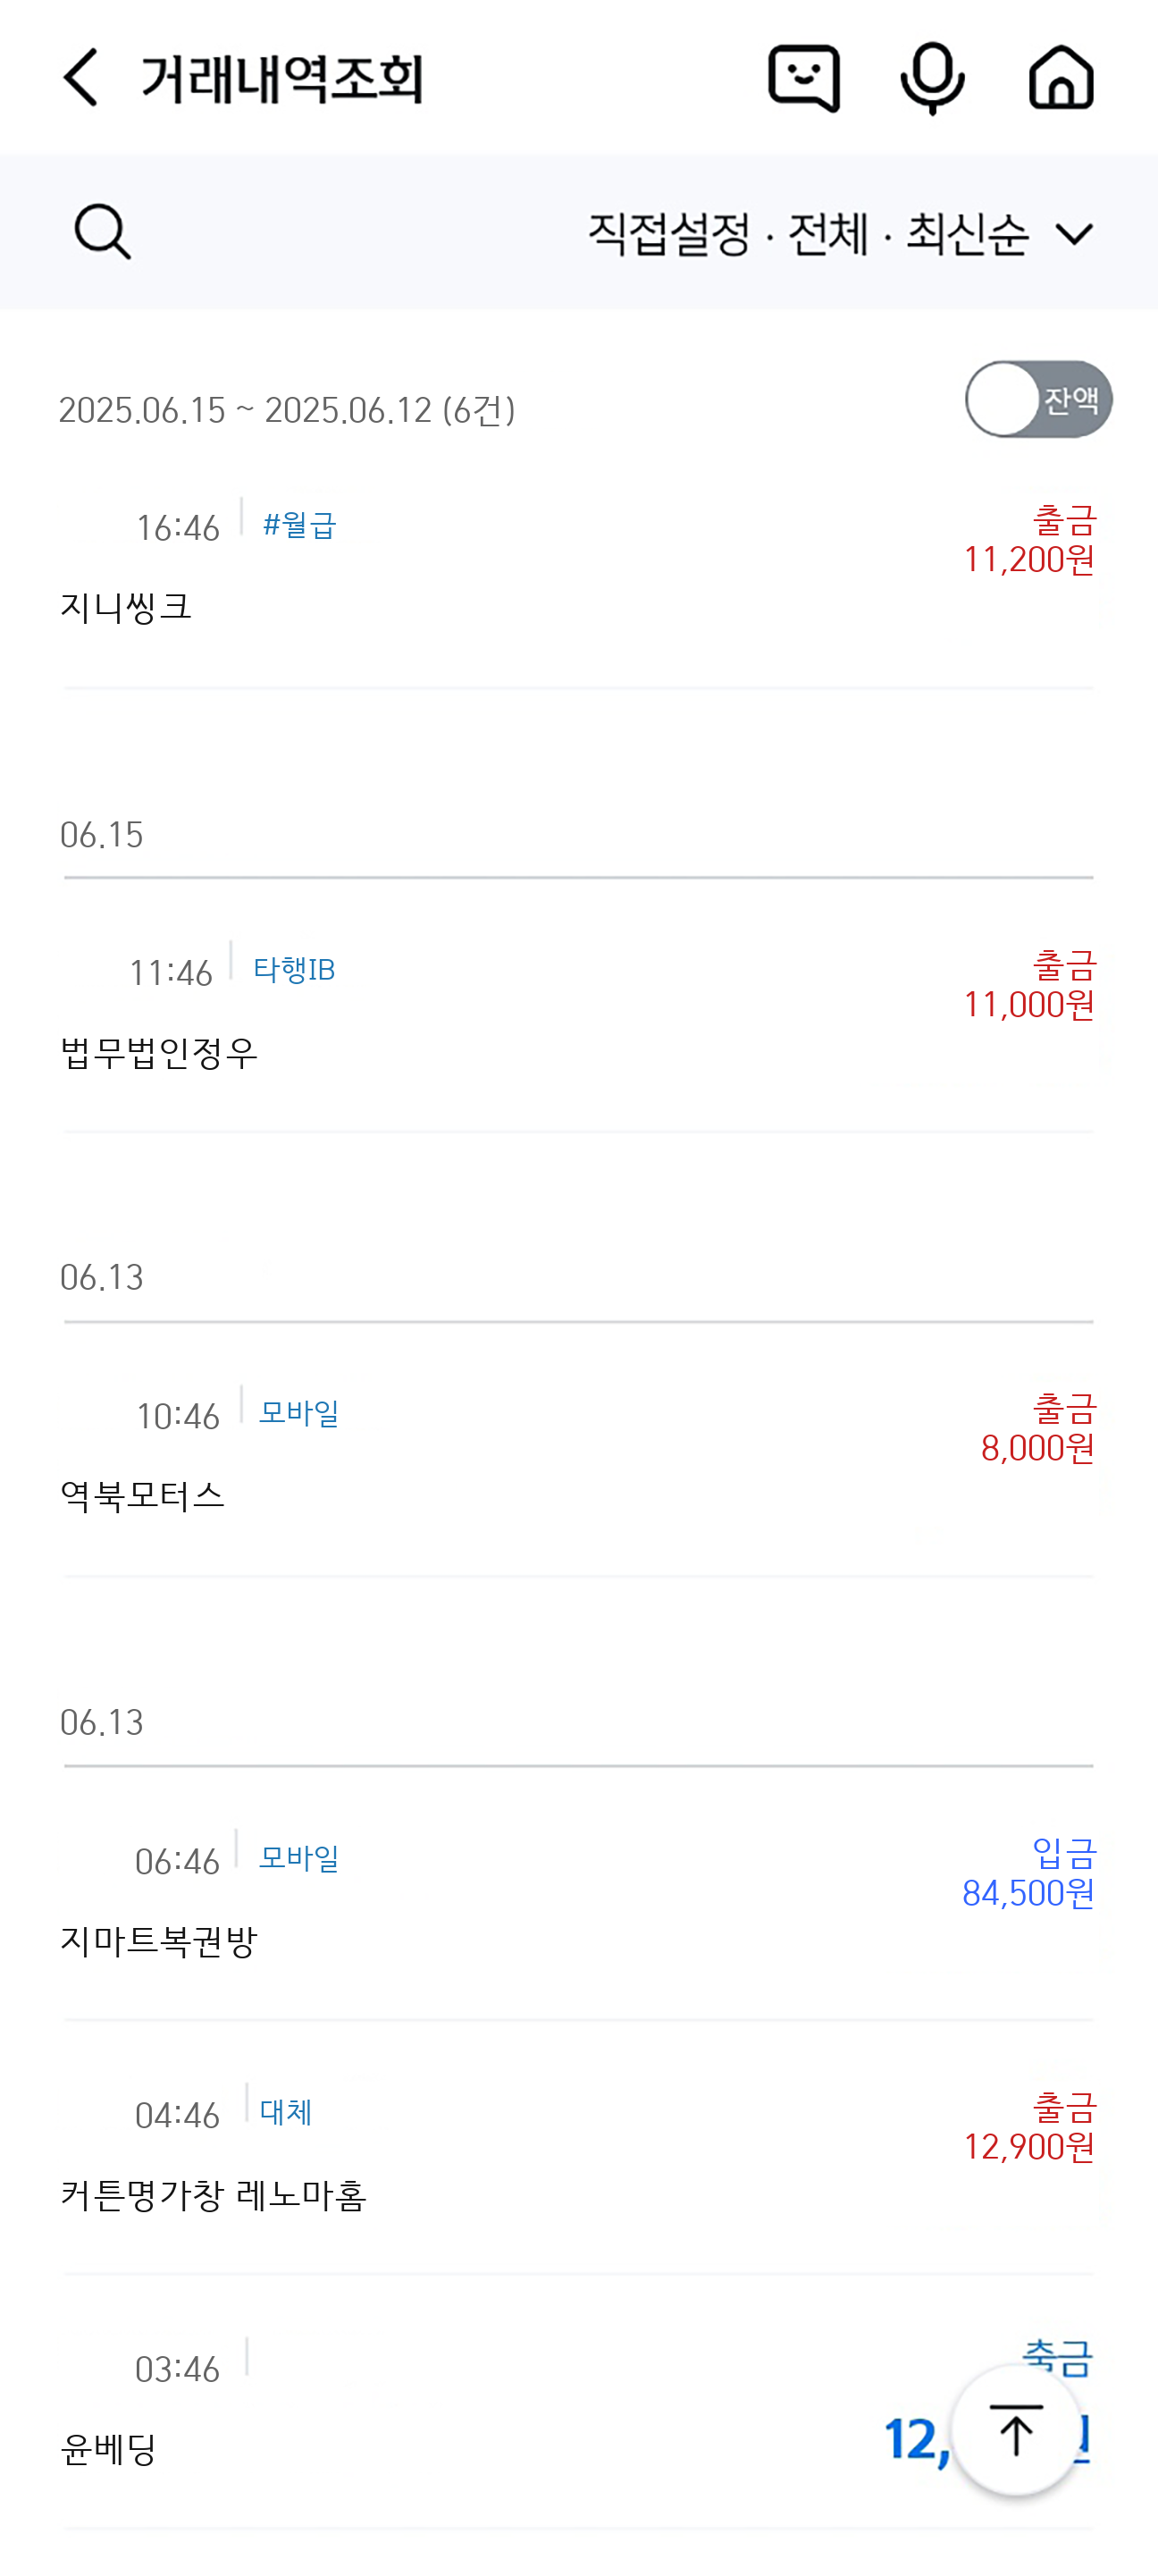 거래내역조회
직접설정 · 전체 · 최신순
2025.06.15 ~ 2025.06.12 (6건)
잔액
16:46 #월급
출금
11,200원
지니씽크
06.15
11:46 타행IB
출금
11,000원
법무법인정우
06.13
10:46 모바일
출금
8,000원
역북모터스
06.13
06:46 모바일
입금
84,500원
지마트복권방
04:46 대체
출금
12,900원
커튼명가창 레노마홈
03:46
12,
윤베딩